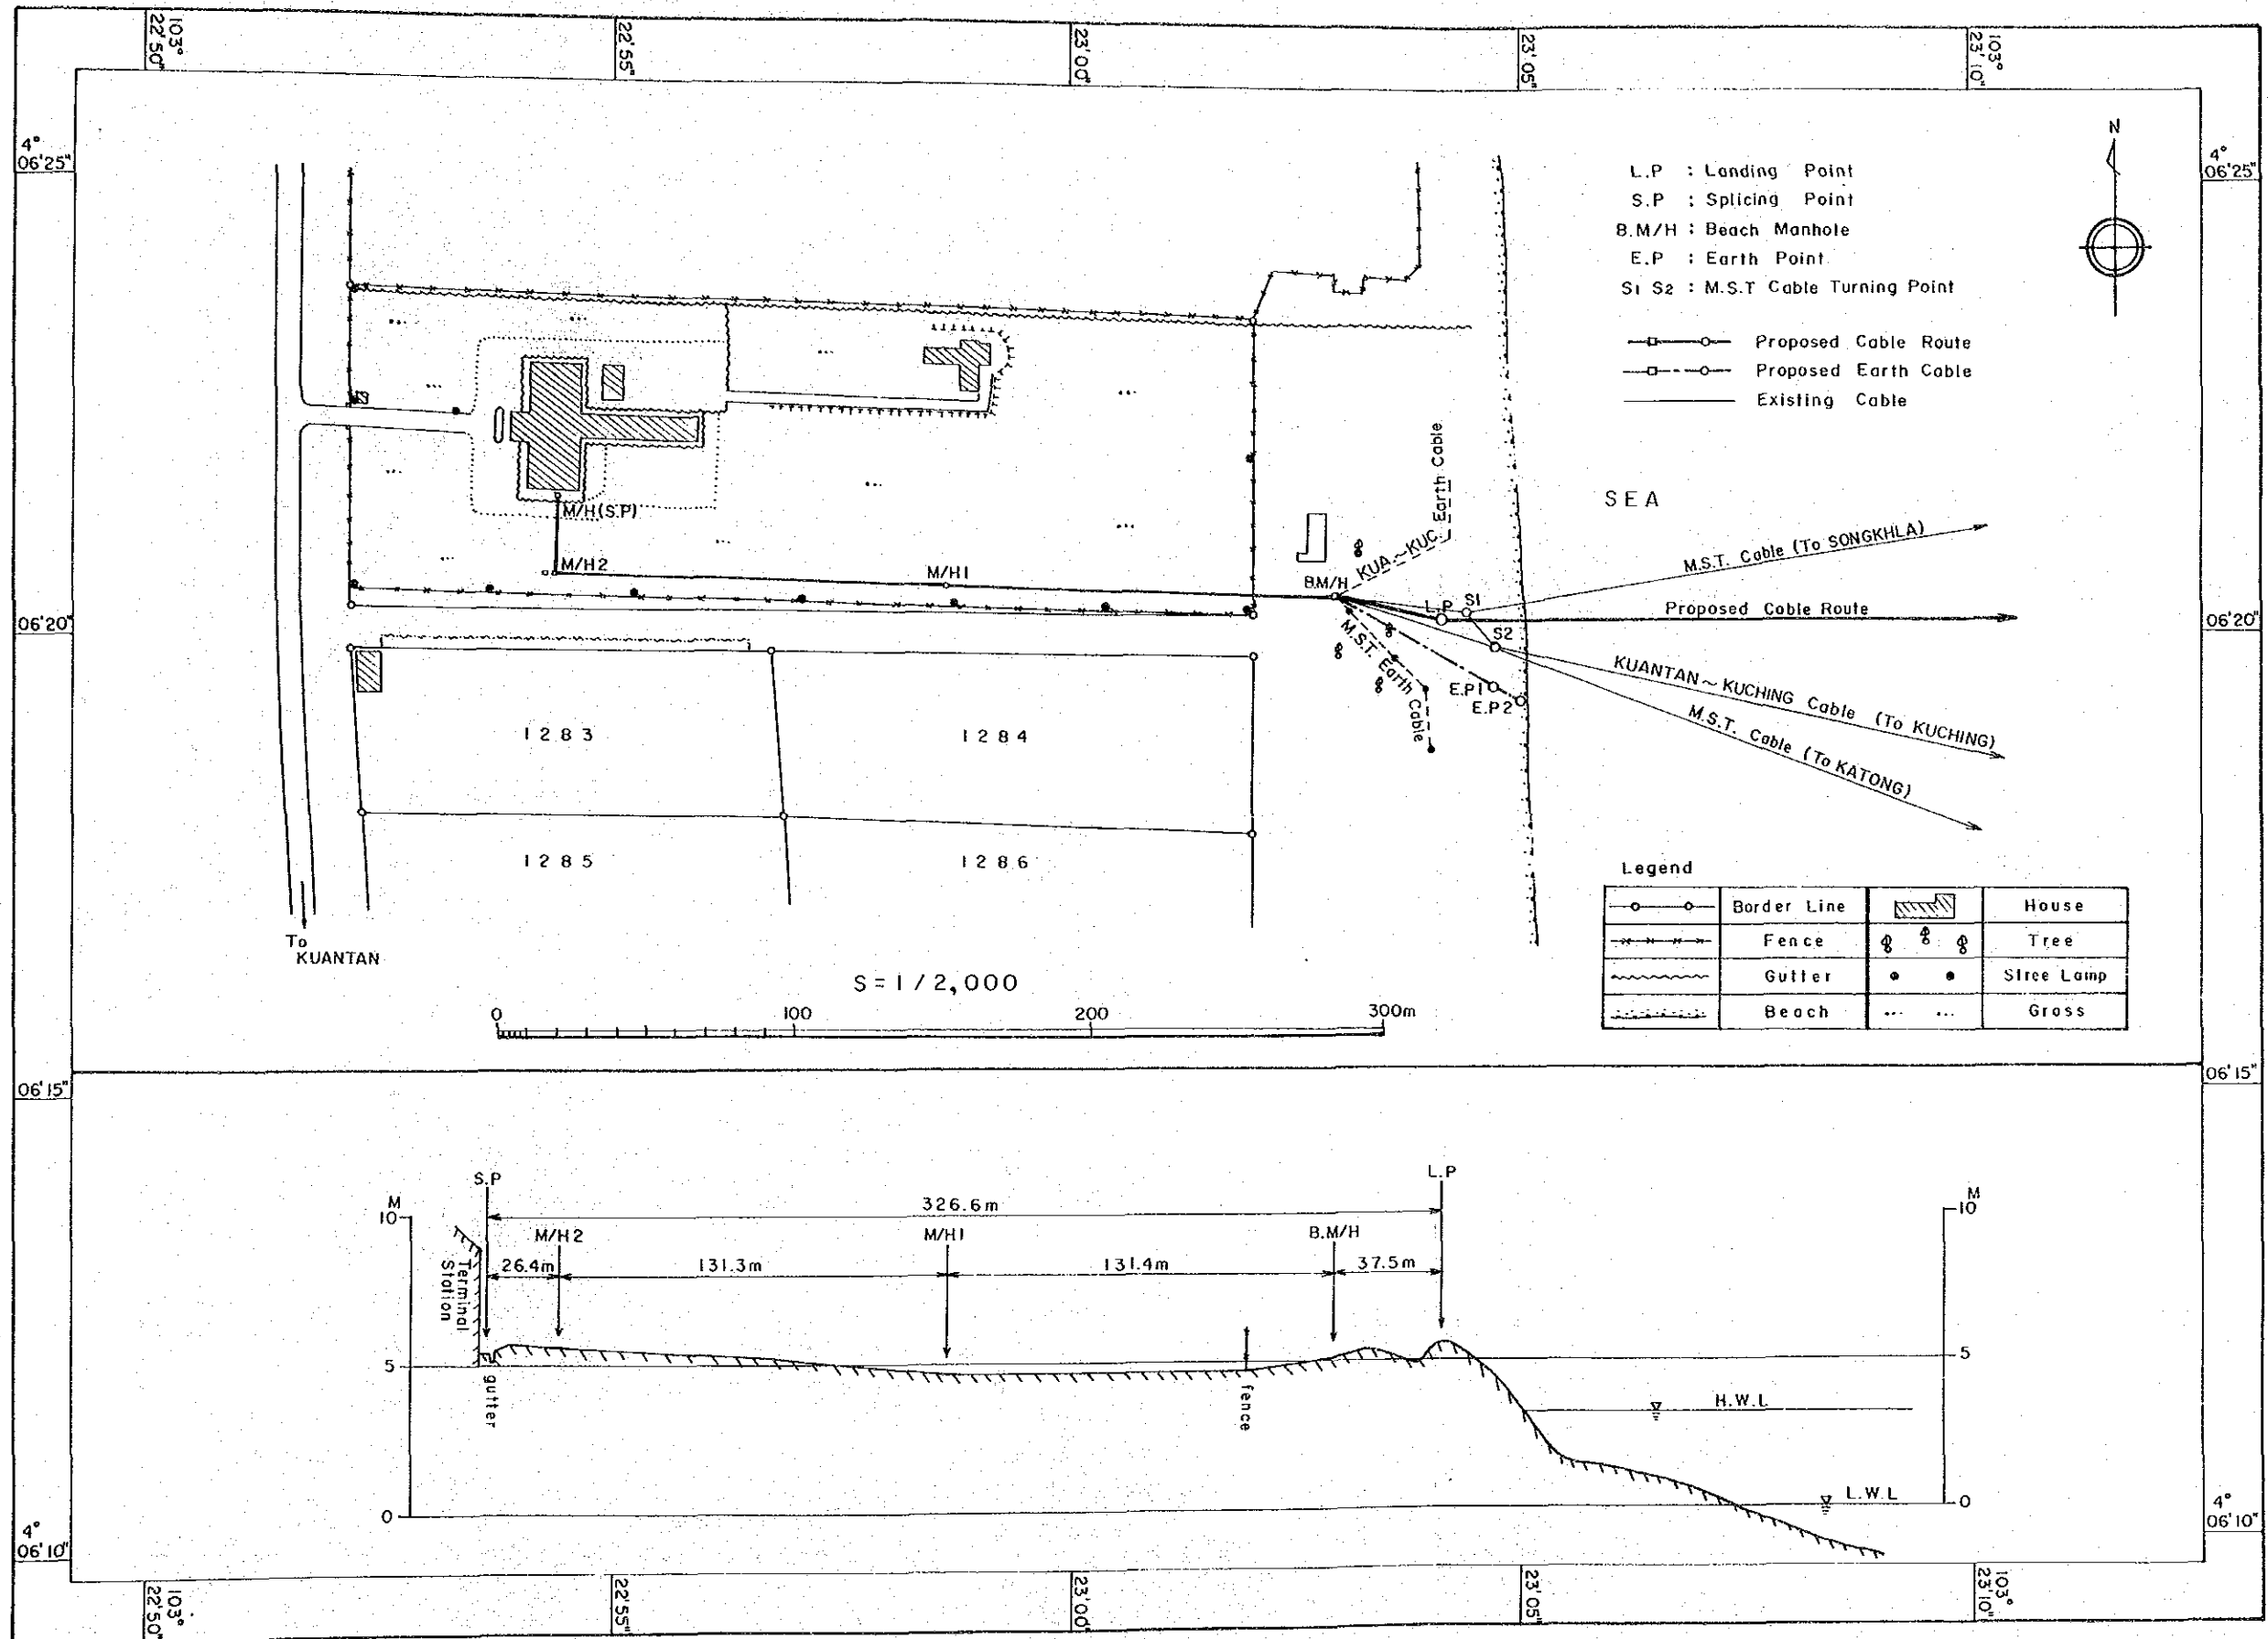 103°
22'50"
22'55"
23'00"
23'05"
103°
23'10"
4°
06'25"
4°
06'25"
N
L.P : Landing Point
S.P : Splicing Point
B.M/H : Beach Manhole
E.P : Earth Point
S1 S2 : M.S.T Cable Turning Point
Proposed Cable Route
Proposed Earth Cable
Existing Cable
SEA
M/H(S.P)
M/H2
M/H1
B.M/H
KUA.~KUC. Earth Cable
L.P
S1
S2
M.S.T. Cable (To SONGKHLA)
Proposed Cable Route
06'20"
06'20"
M.S.T. Earth Cable
E.P1
E.P2
KUANTAN~KUCHING Cable (To KUCHING)
M.S.T. Cable (To KATONG)
1283
1284
1285
1286
To
KUANTAN
S=1/2,000
0 100 200 300m
Legend
Border Line House
Fence Tree
Gutter Stree Lamp
Beach Grass
06'15"
06'15"
S.P
L.P
M
10
326.6m
M
10
M/H2
M/H1
B.M/H
26.4m
131.3m
131.4m
37.5m
Terminal
Station
5
5
gutter
fence
H.W.L
L.W.L
0
0
4°
06'10"
4°
06'10"
103°
22'50"
22'55"
23'00"
23'05"
103°
23'10"